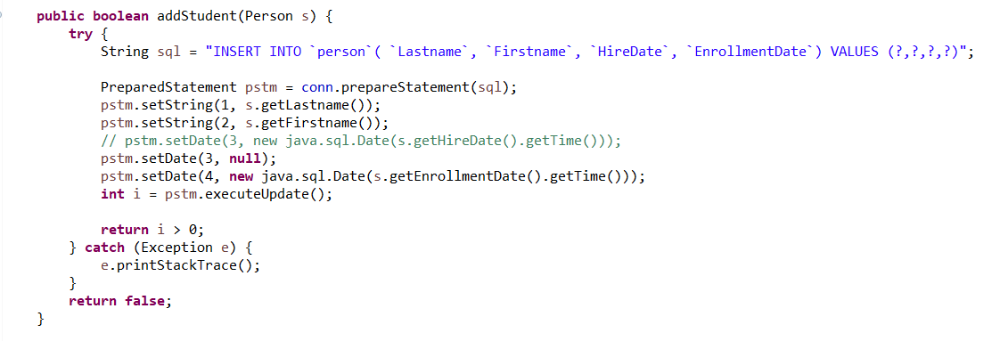 public boolean addStudent(Person s) {
try {
String sql = "INSERT INTO `person`( `Lastname`, `Firstname`, `HireDate`, `EnrollmentDate`) VALUES (?,?,?,?)";
PreparedStatement pstm = conn.prepareStatement(sql);
pstm.setString(1, s.getLastname());
pstm.setString(2, s.getFirstname());
// pstm.setDate(3, new java.sql.Date(s.getHireDate().getTime()));
pstm.setDate(3, null);
pstm.setDate(4, new java.sql.Date(s.getEnrollmentDate().getTime()));
int i = pstm.executeUpdate();
return i > 0;
} catch (Exception e) {
e.printStackTrace();
}
return false;
}